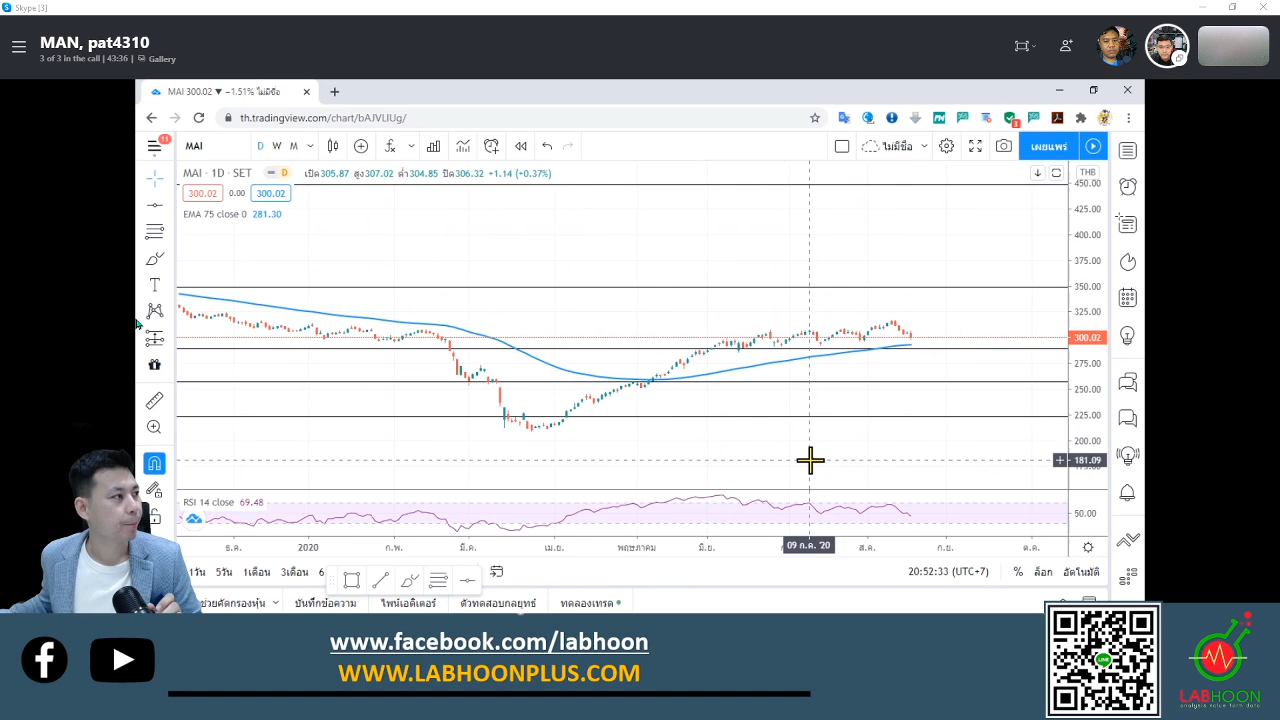 Skype [3]
MAN, pat4310
3 of 3 in the call | 43:36 | Gallery
MAI 300.02 ▼ −1.51% ไม่มีชื่อ
th.tradingview.com/chart/bAJVLIUg/
11
3
MAI
D W M
ไม่มีชื่อ
เผยแพร่
MAI · 1D · SET
D
เปิด305.87 สูง307.02 ต่ำ304.85 ปิด306.32 +1.14 (+0.37%)
THB
300.02 0.00 300.02
EMA 75 close 0 281.30
450.00
425.00
400.00
375.00
350.00
325.00
300.02
275.00
250.00
225.00
200.00
181.09
RSI 14 close 69.48
50.00
ธ.ค. 2020 ก.พ. มี.ค. เม.ย. พฤษภาคม มิ.ย. 09 ก.ค. '20 ส.ค. ก.ย. ต.ค.
1วัน 5วัน 1เดือน 3เดือน
20:52:33 (UTC+7) % ล็อก อัตโนมัติ
ช่วยคัดกรองหุ้น บันทึกข้อความ ไพน์เอดิเตอร์ ตัวทดสอบกลยุทธ์ ทดลองเทรด
www.facebook.com/labhoon
WWW.LABHOONPLUS.COM
LINE
LABHOON
analysis value term data